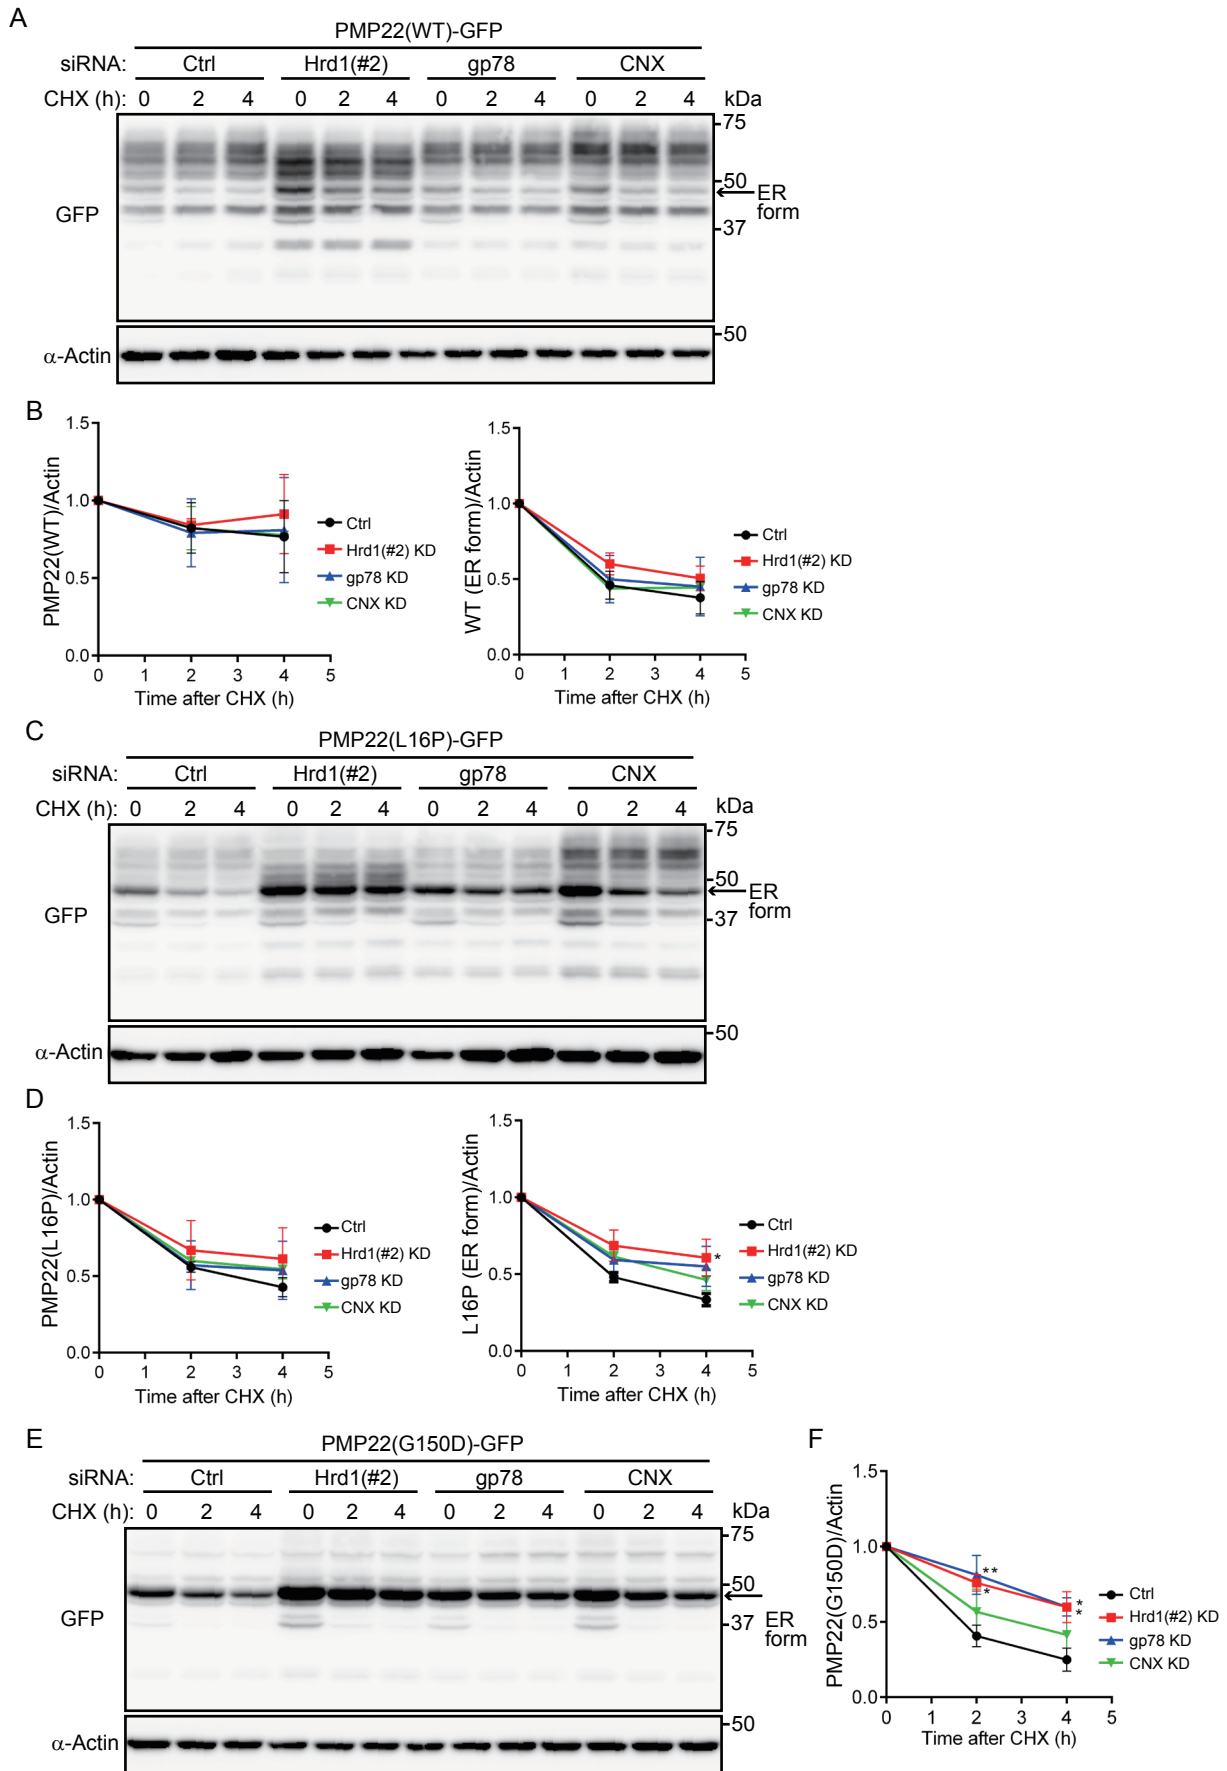 A
PMP22(WT)-GFP
siRNA: Ctrl Hrd1(#2) gp78 CNX
CHX (h): 0 2 4 0 2 4 0 2 4 0 2 4 kDa
75
50
ER form
GFP
37
50
α-Actin
B
1.5
1.0
0.5
0.0
PMP22(WT)/Actin
0 1 2 3 4 5
Time after CHX (h)
Ctrl
Hrd1(#2) KD
gp78 KD
CNX KD
1.5
1.0
0.5
0.0
WT (ER form)/Actin
0 1 2 3 4 5
Time after CHX (h)
Ctrl
Hrd1(#2) KD
gp78 KD
CNX KD
C
PMP22(L16P)-GFP
siRNA: Ctrl Hrd1(#2) gp78 CNX
CHX (h): 0 2 4 0 2 4 0 2 4 0 2 4 kDa
75
50
ER form
GFP
37
50
α-Actin
D
1.5
1.0
0.5
0.0
PMP22(L16P)/Actin
0 1 2 3 4 5
Time after CHX (h)
Ctrl
Hrd1(#2) KD
gp78 KD
CNX KD
1.5
1.0
0.5
0.0
L16P (ER form)/Actin
*
0 1 2 3 4 5
Time after CHX (h)
Ctrl
Hrd1(#2) KD
gp78 KD
CNX KD
E
PMP22(G150D)-GFP
siRNA: Ctrl Hrd1(#2) gp78 CNX
CHX (h): 0 2 4 0 2 4 0 2 4 0 2 4 kDa
75
50
GFP
37
ER form
50
α-Actin
F
1.5
1.0
0.5
0.0
PMP22(G150D)/Actin
**
*
*
*
0 1 2 3 4 5
Time after CHX (h)
Ctrl
Hrd1(#2) KD
gp78 KD
CNX KD